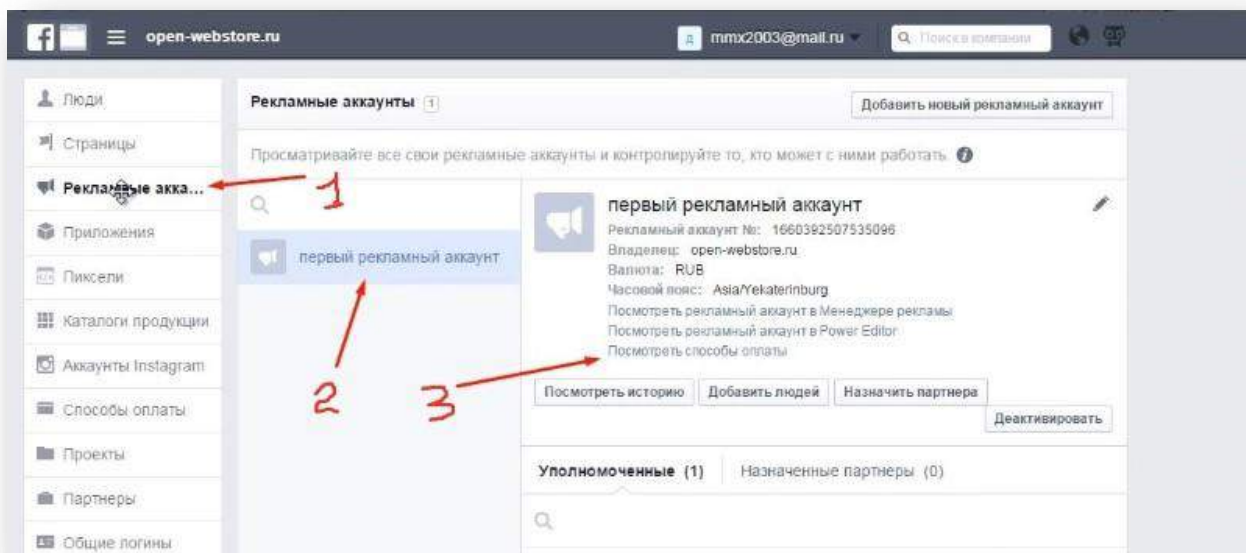 open-webstore.ru
mmx2003@mail.ru
Поиск в компании
Люди
Страницы
Рекламные акка...
Приложения
Пиксели
Каталоги продукции
Аккаунты Instagram
Способы оплаты
Проекты
Партнеры
Общие логины
Рекламные аккаунты 1
Добавить новый рекламный аккаунт
Просматривайте все свои рекламные аккаунты и контролируйте то, кто может с ними работать.
первый рекламный аккаунт
первый рекламный аккаунт
Рекламный аккаунт №: 1660392507535096
Владелец: open-webstore.ru
Валюта: RUB
Часовой пояс: Asia/Yekaterinburg
Посмотреть рекламный аккаунт в Менеджере рекламы
Посмотреть рекламный аккаунт в Power Editor
Посмотреть способы оплаты
Посмотреть историю
Добавить людей
Назначить партнера
Деактивировать
Уполномоченные (1)
Назначенные партнеры (0)
1
2
3